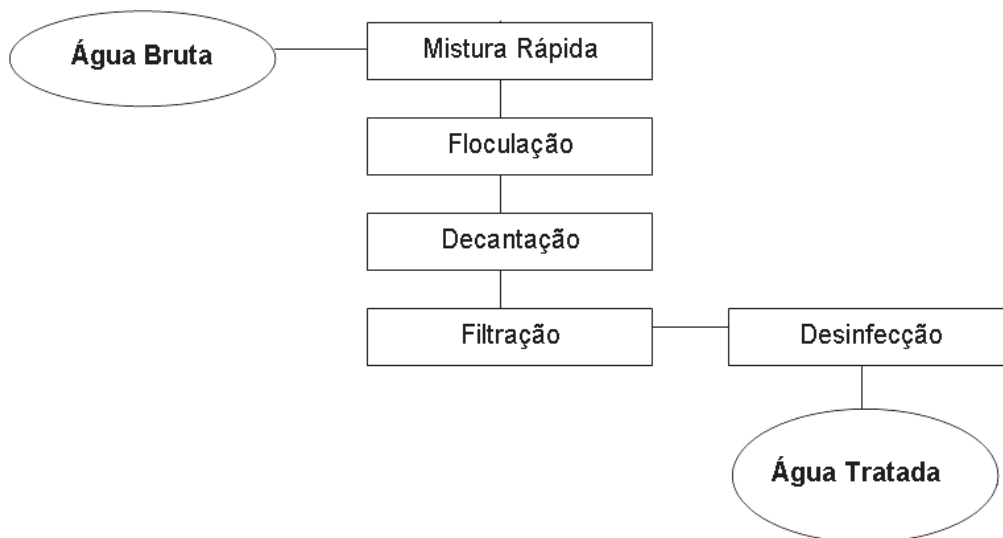 Água Bruta
Mistura Rápida
Floculação
Decantação
Filtração
Desinfecção
Água Tratada